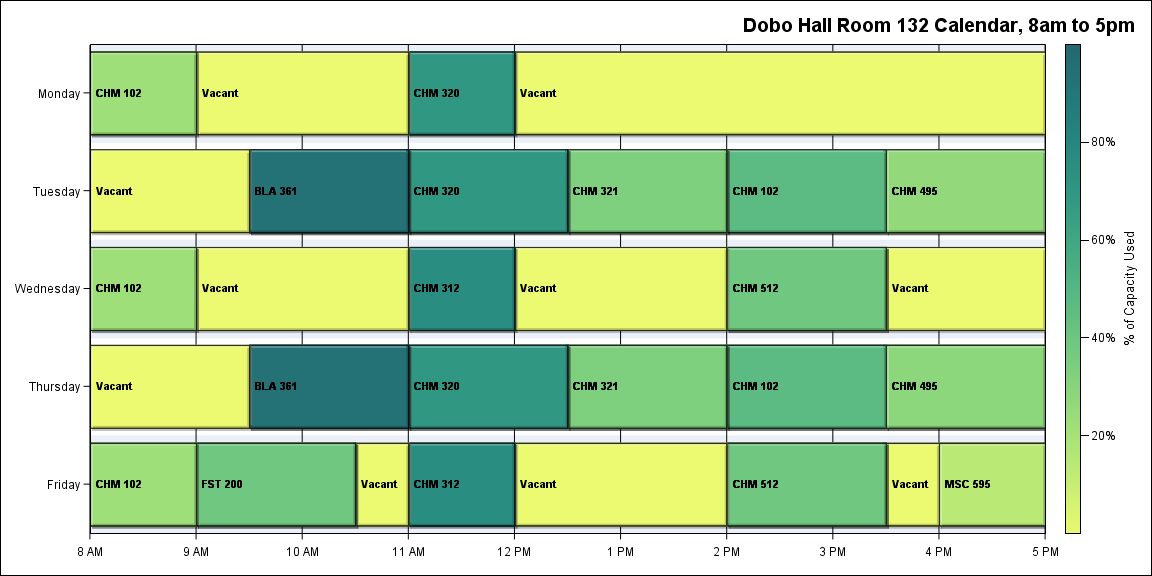 Dobo Hall Room 132 Calendar, 8am to 5pm
Monday
CHM 102
Vacant
CHM 320
Vacant
Tuesday
Vacant
BLA 361
CHM 320
CHM 321
CHM 102
CHM 495
Wednesday
CHM 102
Vacant
CHM 312
Vacant
CHM 512
Vacant
Thursday
Vacant
BLA 361
CHM 320
CHM 321
CHM 102
CHM 495
Friday
CHM 102
FST 200
Vacant
CHM 312
Vacant
CHM 512
Vacant
MSC 595
8 AM
9 AM
10 AM
11 AM
12 PM
1 PM
2 PM
3 PM
4 PM
5 PM
80%
60%
40%
20%
% of Capacity Used